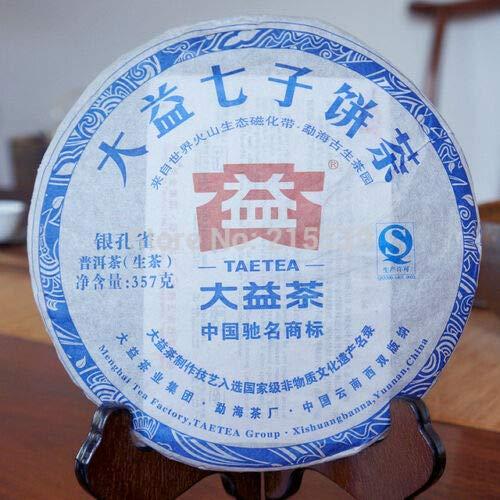 大益七子饼茶
来自世界火山生态磁化带·勐海古生茶园
益
®
银孔雀
普洱茶(生茶)
净含量:357克
TAETEA
大益茶
中国驰名商标
生产许可
大益茶制作技艺入选国家级非物质文化遗产名录
大益茶业集团·勐海茶厂·中国云南西双版纳
Menghai Tea Factory, TAETEA Group · Xishuangbanna, Yunnan, China